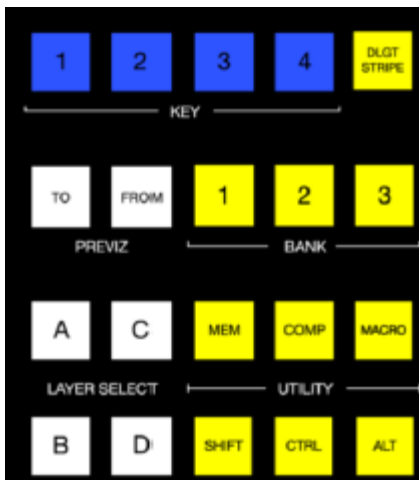 1 2 3 4 DLGT STRIPE
KEY
TO FROM 1 2 3
PREVIZ BANK
A C MEM COMP MACRO
LAYER SELECT UTILITY
B D SHIFT CTRL ALT